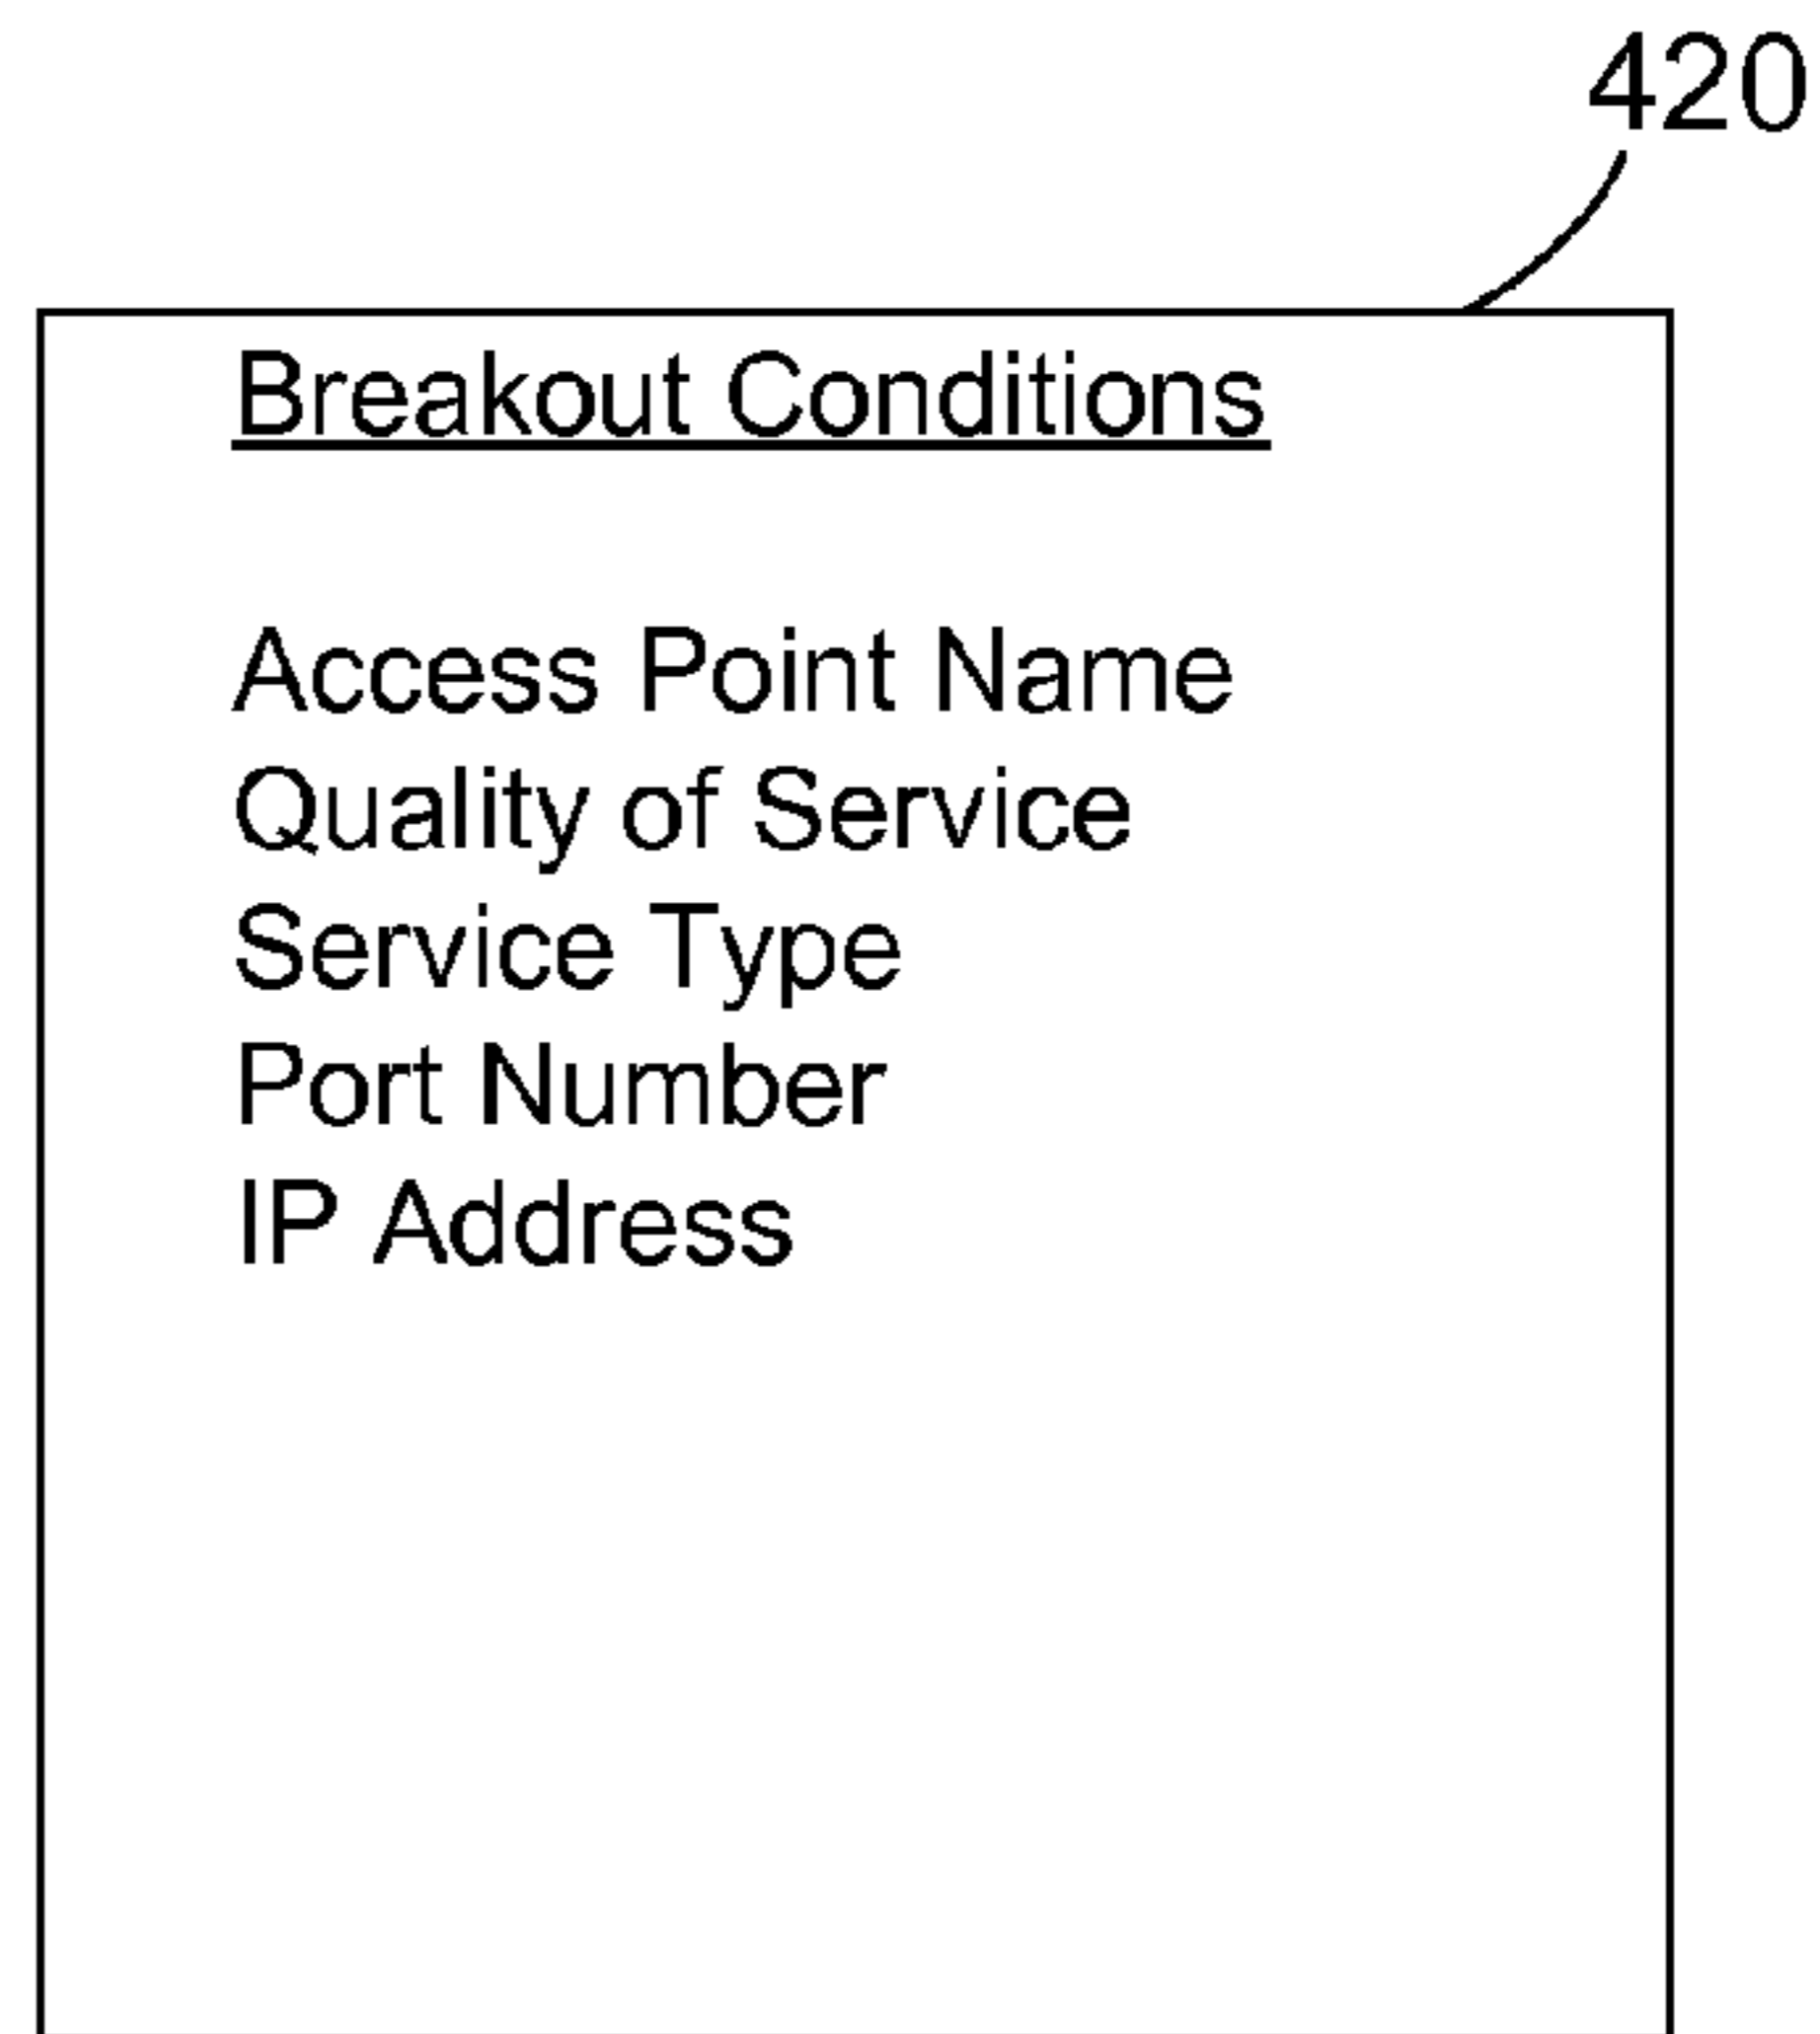 420
Breakout Conditions
Access Point Name
Quality of Service
Service Type
Port Number
IP Address